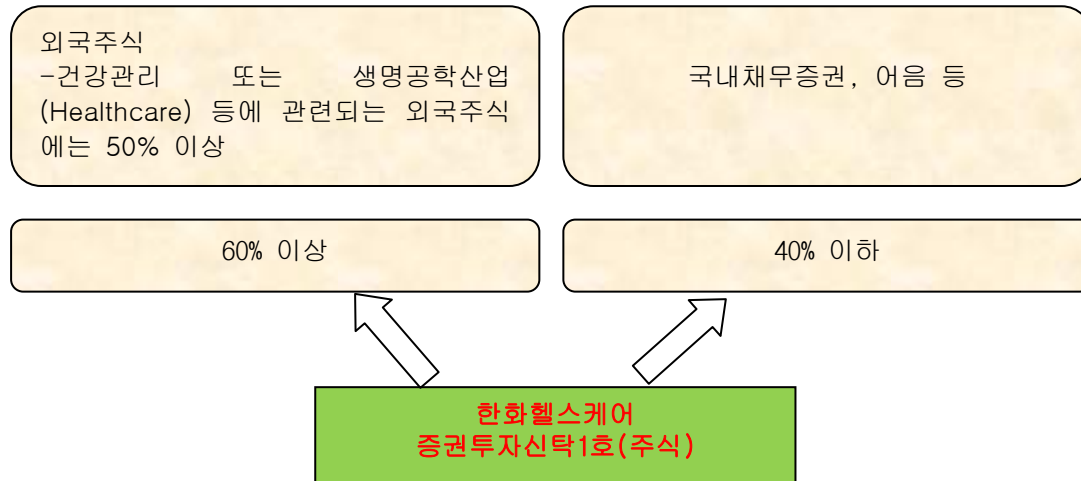 외국주식
-건강관리 또는 생명공학산업
(Healthcare) 등에 관련되는 외국주식
에는 50% 이상
국내채무증권, 어음 등
60% 이상
40% 이하
한화헬스케어
증권투자신탁1호(주식)